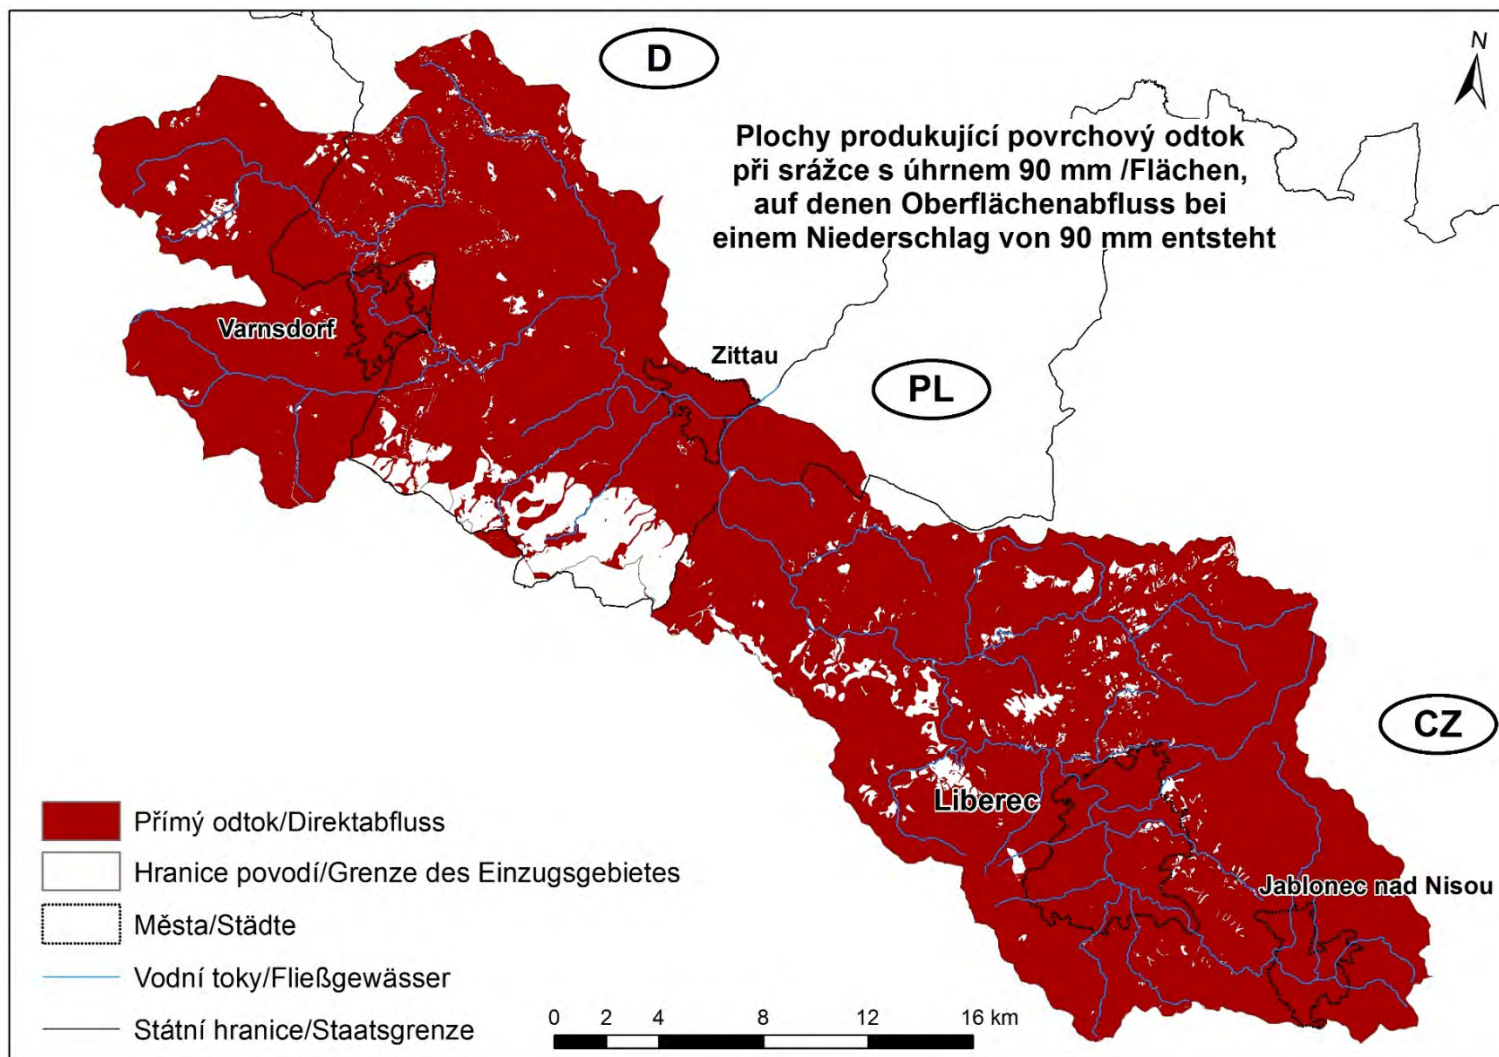 D
N
Plochy produkující povrchový odtok
při srážce s úhrnem 90 mm /Flächen,
auf denen Oberflächenabfluss bei
einem Niederschlag von 90 mm entsteht
Varnsdorf
Zittau
PL
CZ
Liberec
Jablonec nad Nisou
Přímý odtok/Direktabfluss
Hranice povodí/Grenze des Einzugsgebietes
Města/Städte
Vodní toky/Fließgewässer
Státní hranice/Staatsgrenze
0 2 4 8 12 16 km